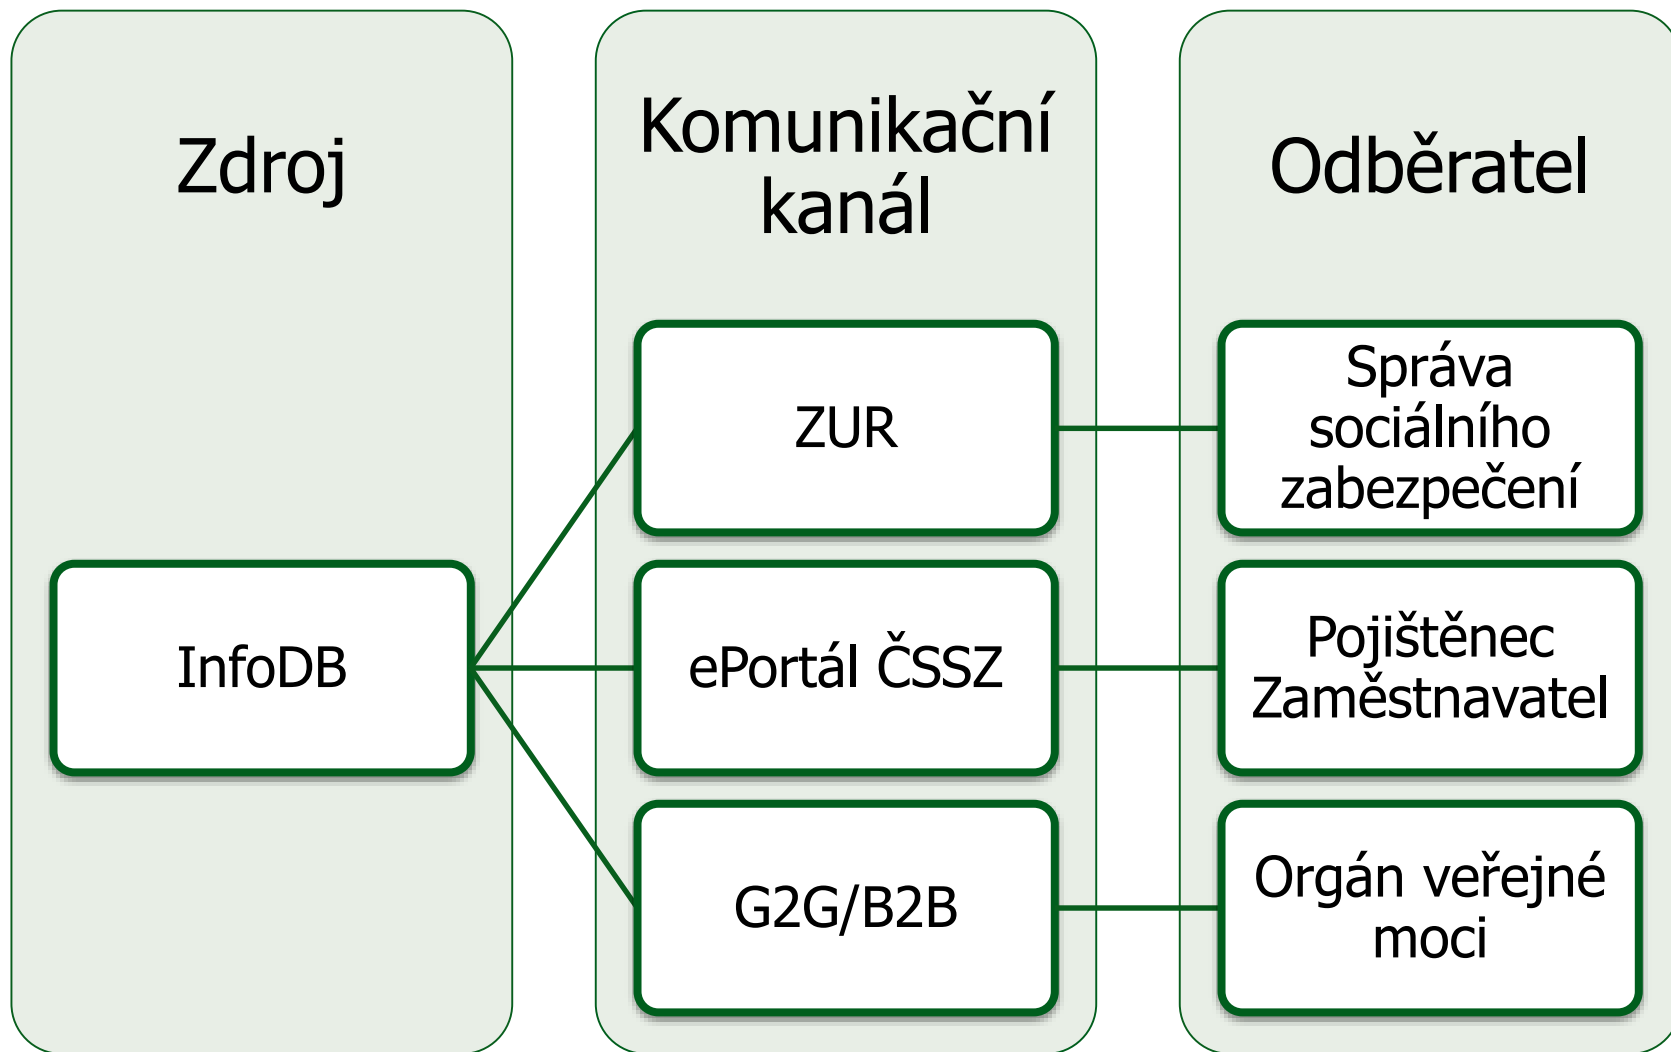 Zdroj
Komunikační
kanál
Odběratel
InfoDB
ZUR
ePortál ČSSZ
G2G/B2B
Správa
sociálního
zabezpečení
Pojištěnec
Zaměstnavatel
Orgán veřejné
moci